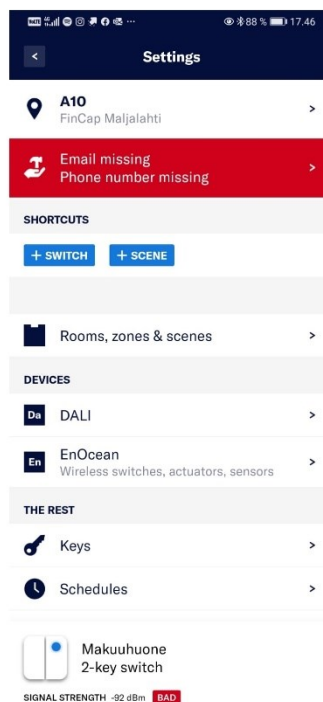 88 % 17.46
Settings
A10
FinCap Maljalahti
Email missing
Phone number missing
SHORTCUTS
+ SWITCH + SCENE
Rooms, zones & scenes
DEVICES
Da DALI
En EnOcean
Wireless switches, actuators, sensors
THE REST
Keys
Schedules
Makuuhuone
2-key switch
SIGNAL STRENGTH -92 dBm BAD